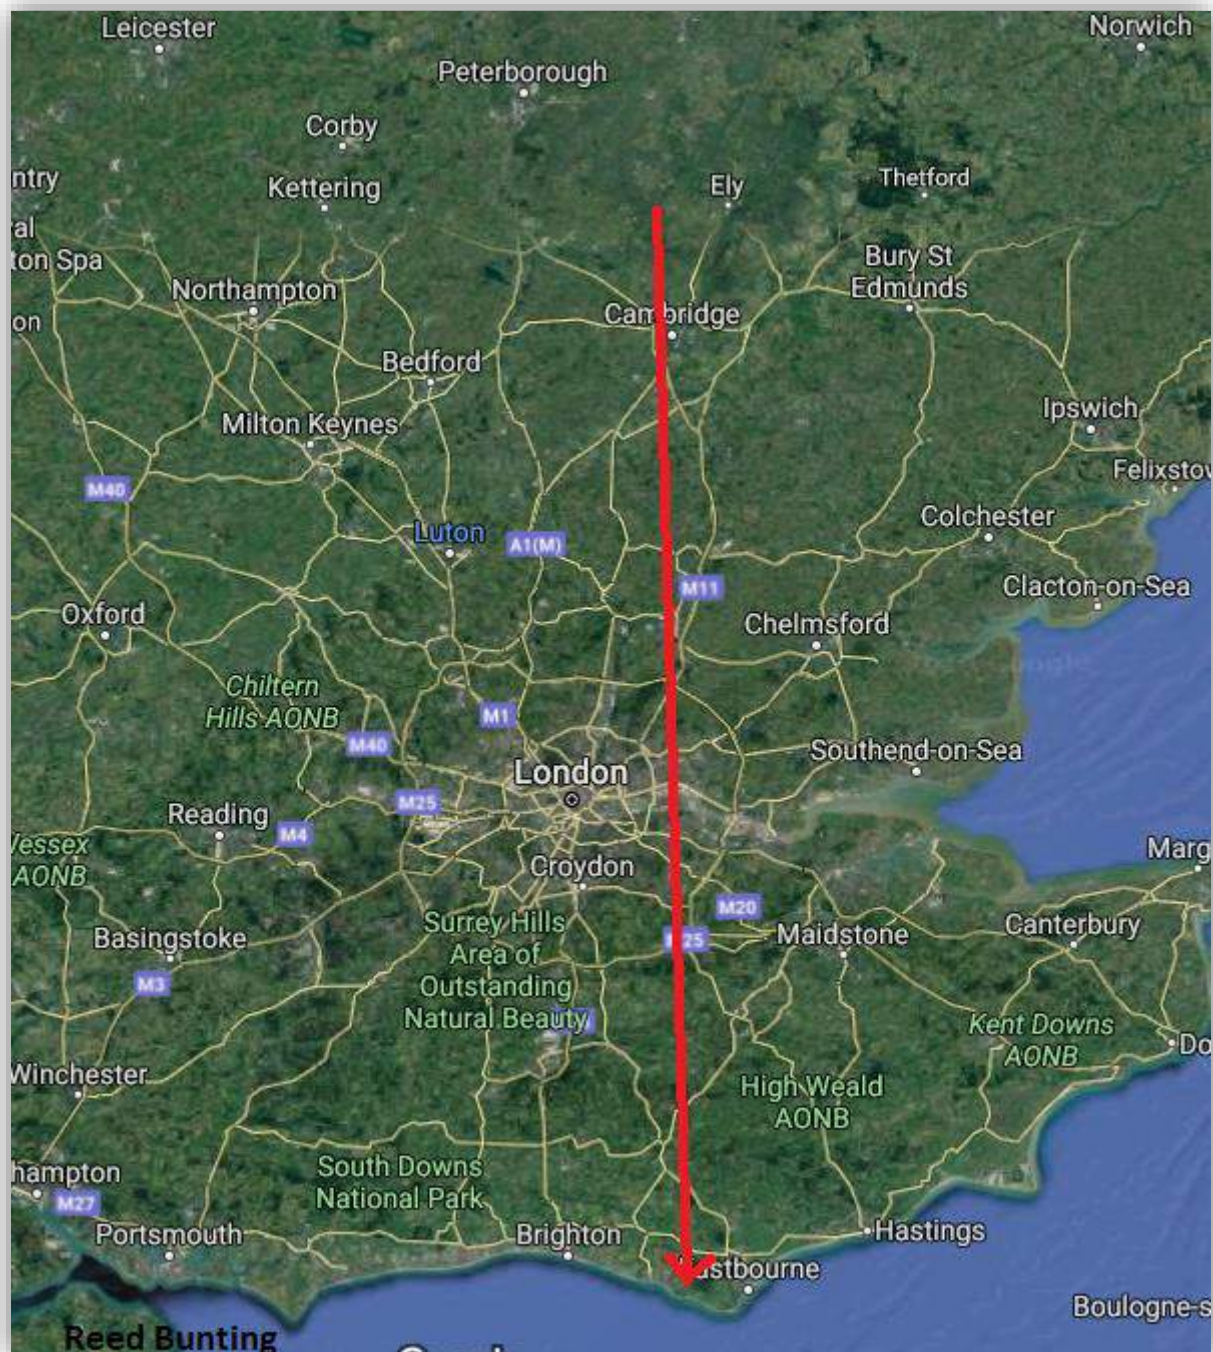 Leicester
Norwich
Peterborough
Corby
ntry
Kettering
Ely
Thetford
al
ton Spa
Bury St
Edmunds
Northampton
on
Cambridge
Bedford
Milton Keynes
Ipswich
M40
Felixstow
Luton
A1(M)
Colchester
M11
Clacton-on-Sea
Oxford
Chelmsford
Chiltern
Hills AONB
M1
M40
London
Southend-on-Sea
M25
Reading
M4
essex
AONB
Croydon
Marg
Surrey Hills
Area of
Outstanding
Natural Beauty
M20
25
Basingstoke
Maidstone
Canterbury
M3
Kent Downs
AONB
Do
Winchester
High Weald
AONB
hampton
M27
South Downs
National Park
Portsmouth
Brighton
Hastings
astbourne
Boulogne-s
Reed Bunting